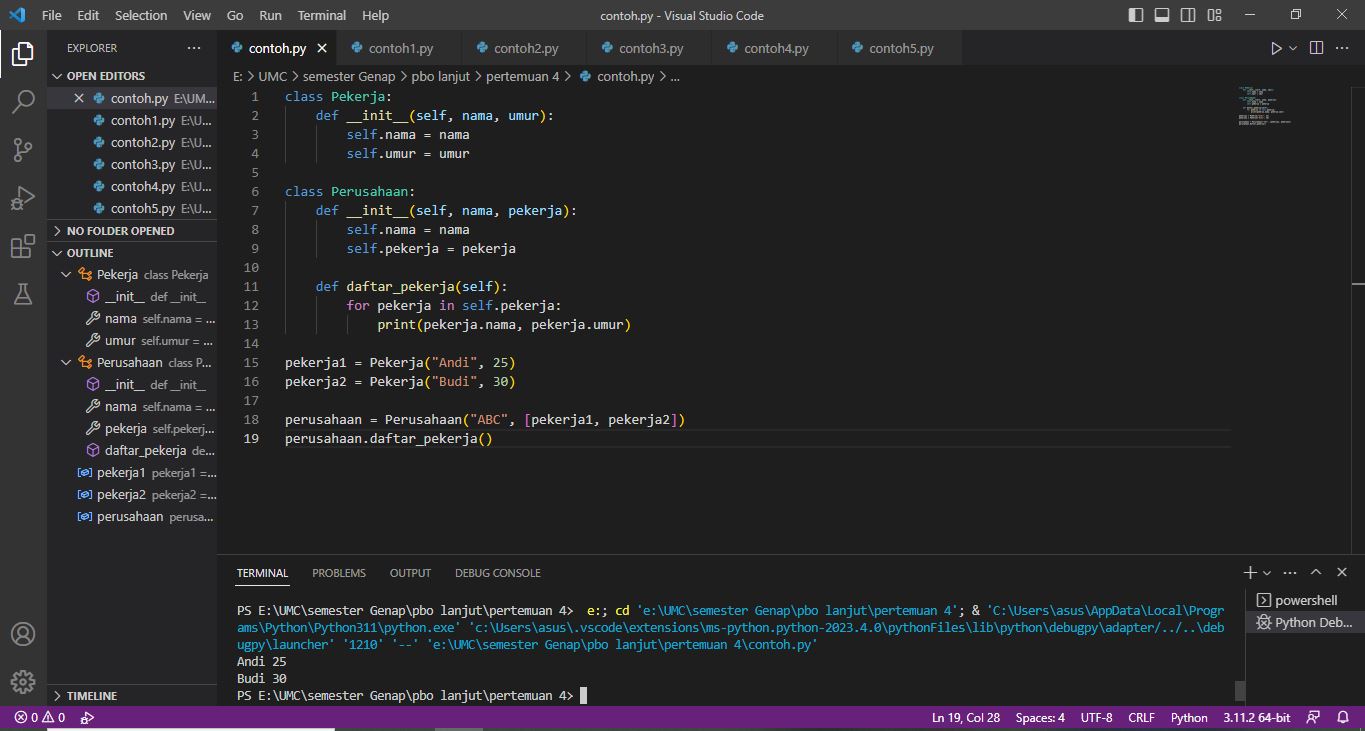 File Edit Selection View Go Run Terminal Help contoh.py - Visual Studio Code
EXPLORER ...
OPEN EDITORS
contoh.py E:\UM...
contoh1.py E:\U...
contoh2.py E:\U...
contoh3.py E:\U...
contoh4.py E:\U...
contoh5.py E:\U...
NO FOLDER OPENED
OUTLINE
Pekerja class Pekerja
__init__ def __init__
nama self.nama = ...
umur self.umur = ...
Perusahaan class P...
__init__ def __init__
nama self.nama = ...
pekerja self.pekerj...
daftar_pekerja de...
pekerja1 pekerja1 =...
pekerja2 pekerja2 =...
perusahaan perusa...
TIMELINE
contoh.py contoh1.py contoh2.py contoh3.py contoh4.py contoh5.py
E: > UMC > semester Genap > pbo lanjut > pertemuan 4 > contoh.py > ...
1 class Pekerja:
2     def __init__(self, nama, umur):
3         self.nama = nama
4         self.umur = umur
5
6 class Perusahaan:
7     def __init__(self, nama, pekerja):
8         self.nama = nama
9         self.pekerja = pekerja
10
11     def daftar_pekerja(self):
12         for pekerja in self.pekerja:
13             print(pekerja.nama, pekerja.umur)
14
15 pekerja1 = Pekerja("Andi", 25)
16 pekerja2 = Pekerja("Budi", 30)
17
18 perusahaan = Perusahaan("ABC", [pekerja1, pekerja2])
19 perusahaan.daftar_pekerja()
TERMINAL PROBLEMS OUTPUT DEBUG CONSOLE
PS E:\UMC\semester Genap\pbo lanjut\pertemuan 4>  e:; cd 'e:\UMC\semester Genap\pbo lanjut\pertemuan 4'; & 'C:\Users\asus\AppData\Local\Progr
ams\Python\Python311\python.exe' 'c:\Users\asus\.vscode\extensions\ms-python.python-2023.4.0\pythonFiles\lib\python\debugpy\adapter/../..\deb
ugpy\launcher' '1210' '--' 'e:\UMC\semester Genap\pbo lanjut\pertemuan 4\contoh.py'
Andi 25
Budi 30
PS E:\UMC\semester Genap\pbo lanjut\pertemuan 4>
powershell
Python Deb...
0 0 Ln 19, Col 28 Spaces: 4 UTF-8 CRLF Python 3.11.2 64-bit